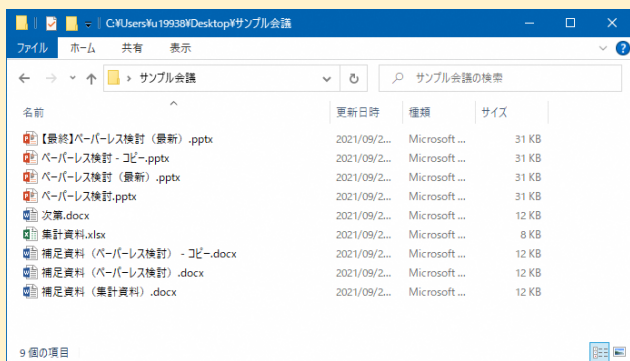 C:¥Users¥u19938¥Desktop¥サンプル会議
ファイル ホーム 共有 表示
サンプル会議 サンプル会議の検索
名前 更新日時 種類 サイズ
【最終】ペーパーレス検討（最新）.pptx 2021/09/2... Microsoft ... 31 KB
ペーパーレス検討 - コピー.pptx 2021/09/2... Microsoft ... 31 KB
ペーパーレス検討（最新）.pptx 2021/09/2... Microsoft ... 31 KB
ペーパーレス検討.pptx 2021/09/2... Microsoft ... 31 KB
次第.docx 2021/09/2... Microsoft ... 12 KB
集計資料.xlsx 2021/09/2... Microsoft ... 8 KB
補足資料（ペーパーレス検討） - コピー.docx 2021/09/2... Microsoft ... 12 KB
補足資料（ペーパーレス検討）.docx 2021/09/2... Microsoft ... 12 KB
補足資料（集計資料）.docx 2021/09/2... Microsoft ... 12 KB
9 個の項目